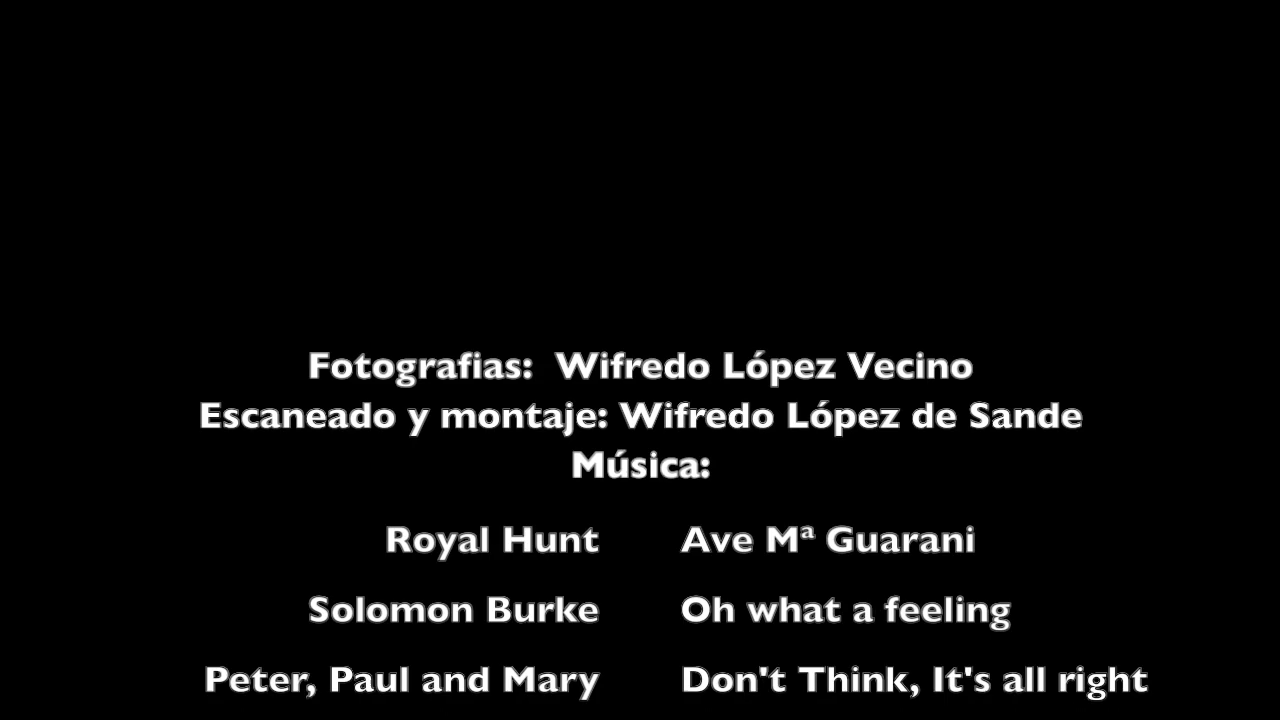 Fotografias: Wifredo López Vecino
Escaneado y montaje: Wifredo López de Sande
Música:
Royal Hunt Ave Mª Guarani
Solomon Burke Oh what a feeling
Peter, Paul and Mary Don't Think, It's all right